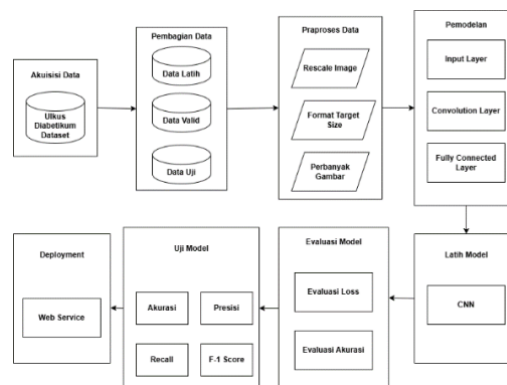 Akuisisi Data
Ulkus
Diabetikum
Dataset
Pembagian Data
Data Latih
Data Valid
Data Uji
Praproses Data
Rescale Image
Format Target
Size
Perbanyak
Gambar
Pemodelan
Input Layer
Convolution Layer
Fully Connected
Layer
Latih Model
CNN
Evaluasi Model
Evaluasi Loss
Evaluasi Akurasi
Uji Model
Akurasi
Presisi
Recall
F-1 Score
Deployment
Web Service